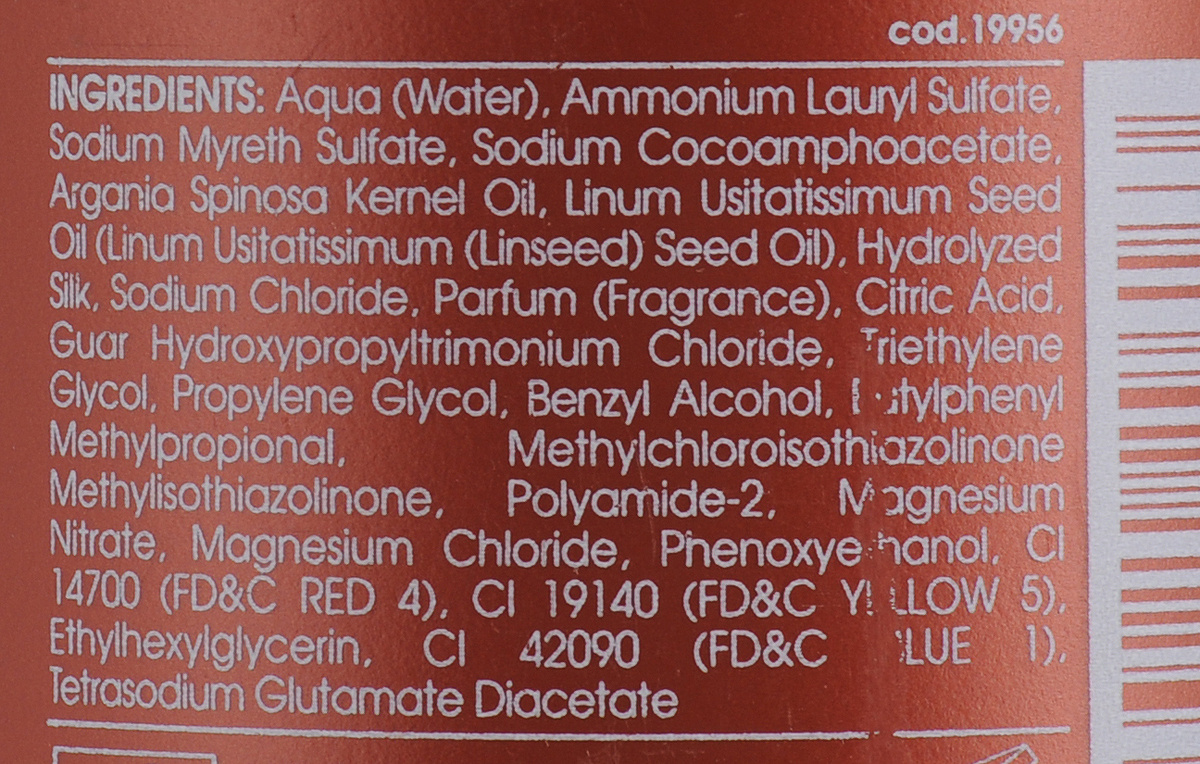 cod.19956
INGREDIENTS: Aqua (Water), Ammonium Lauryl Sulfate,
Sodium Myreth Sulfate, Sodium Cocoamphoacetate,
Argania Spinosa Kernel Oil, Linum Usitatissimum Seed
Oil (Linum Usitatissimum (Linseed) Seed Oil), Hydrolyzed
Silk, Sodium Chloride, Parfum (Fragrance), Citric Acid,
Guar Hydroxypropyltrimonium Chloride, Triethylene
Glycol, Propylene Glycol, Benzyl Alcohol, Butylphenyl
Methylpropional, Methylchloroisothiazolinone
Methylisothiazolinone, Polyamide-2, Magnesium
Nitrate, Magnesium Chloride, Phenoxyethanol, CI
14700 (FD&C RED 4), CI 19140 (FD&C YELLOW 5),
Ethylhexylglycerin, CI 42090 (FD&C BLUE 1),
Tetrasodium Glutamate Diacetate